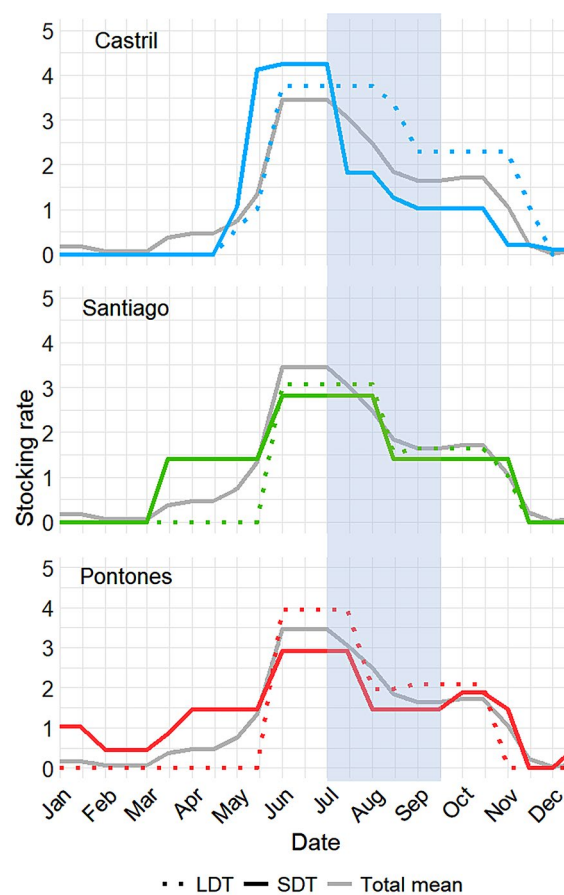 5
Castril
4
3
2
1
0
5
Santiago
4
3
2
1
0
Stocking rate
5
Pontones
4
3
2
1
0
Jan Feb Mar Apr May Jun Jul Aug Sep Oct Nov Dec
Date
LDT SDT Total mean